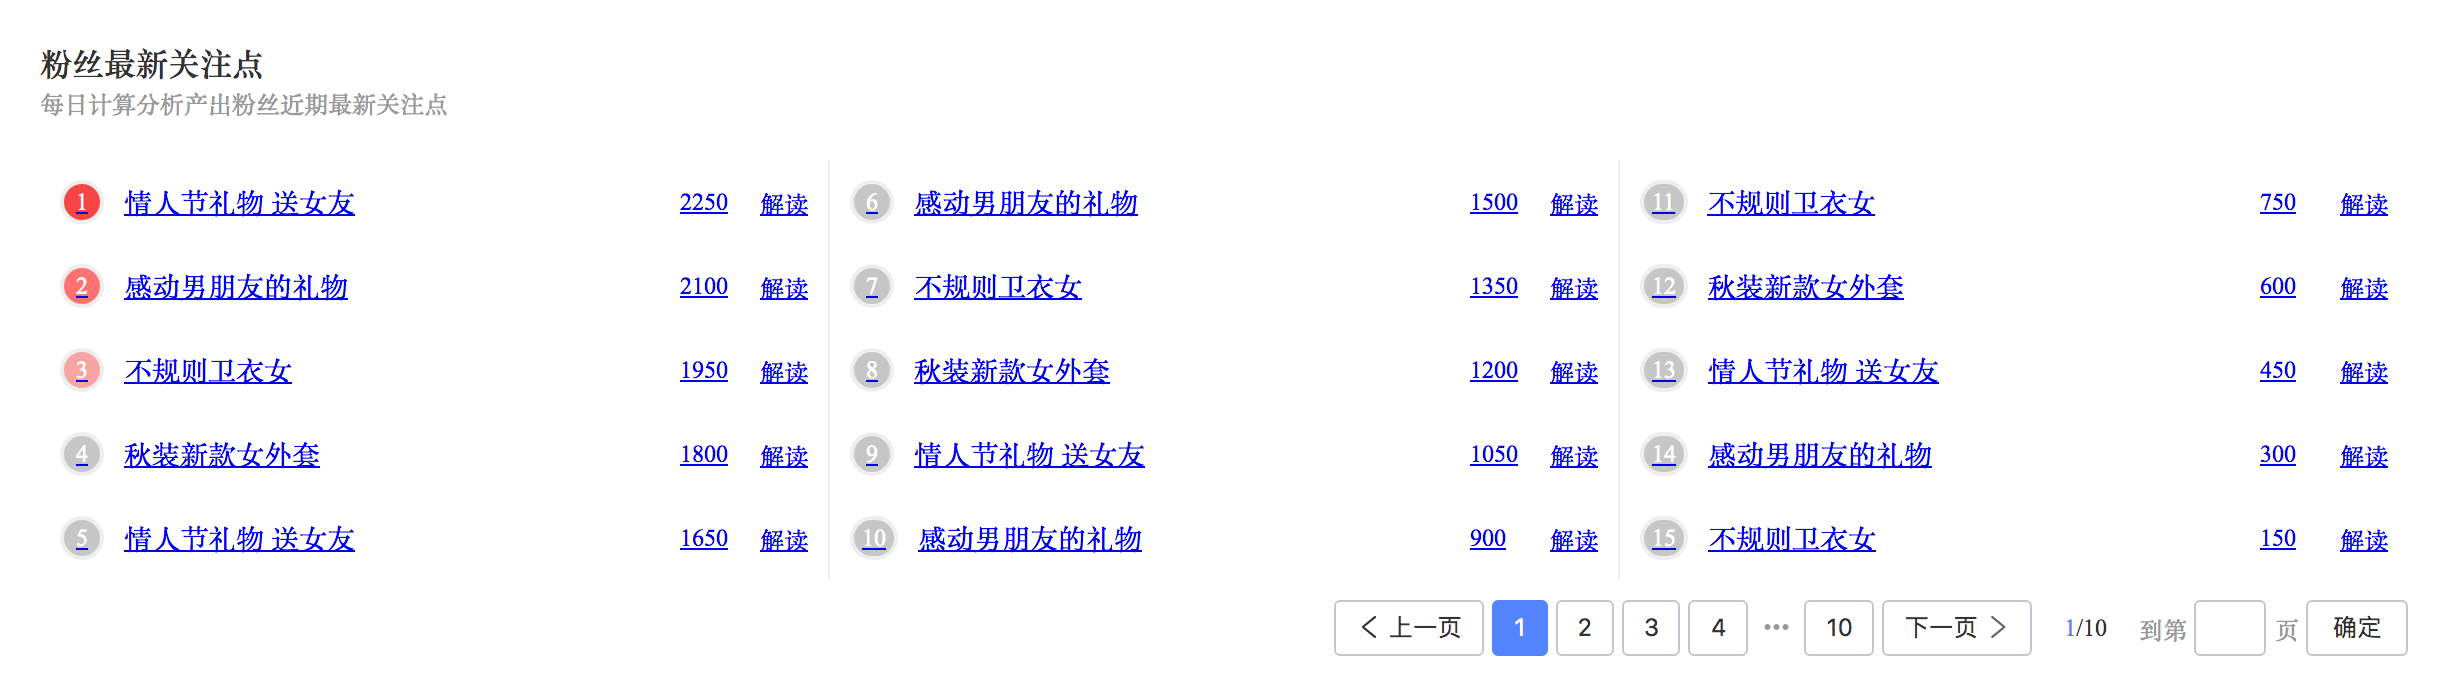 粉丝最新关注点
每日计算分析产出粉丝近期最新关注点
1 情人节礼物 送女友 2250 解读
2 感动男朋友的礼物 2100 解读
3 不规则卫衣女 1950 解读
4 秋装新款女外套 1800 解读
5 情人节礼物 送女友 1650 解读
6 感动男朋友的礼物 1500 解读
7 不规则卫衣女 1350 解读
8 秋装新款女外套 1200 解读
9 情人节礼物 送女友 1050 解读
10 感动男朋友的礼物 900 解读
11 不规则卫衣女 750 解读
12 秋装新款女外套 600 解读
13 情人节礼物 送女友 450 解读
14 感动男朋友的礼物 300 解读
15 不规则卫衣女 150 解读
上一页 1 2 3 4 ••• 10 下一页 1/10 到第 页 确定